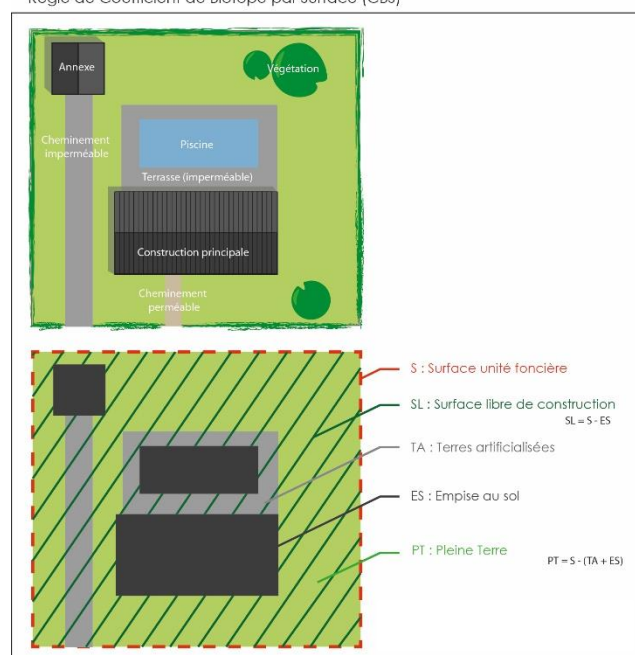 Règle de Coefficient de Biotope par Surface (CBS)
Annexe
Végétation
Cheminement
imperméable
Piscine
Terrasse (imperméable)
Construction principale
Cheminement
perméable
S : Surface unité foncière
SL : Surface libre de construction
SL = S - ES
TA : Terres artificialisées
ES : Empise au sol
PT : Pleine Terre
PT = S - (TA + ES)